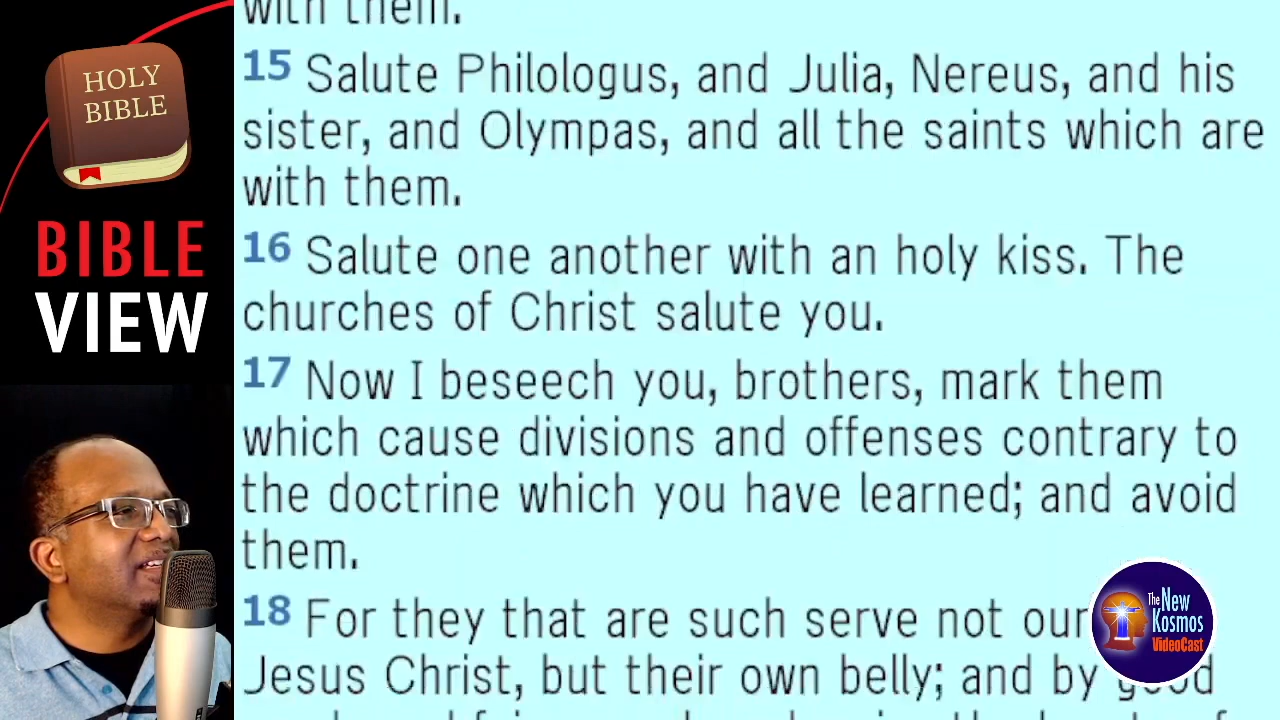 HOLY
BIBLE
BIBLE
VIEW
with them.
15 Salute Philologus, and Julia, Nereus, and his
sister, and Olympas, and all the saints which are
with them.
16 Salute one another with an holy kiss. The
churches of Christ salute you.
17 Now I beseech you, brothers, mark them
which cause divisions and offenses contrary to
the doctrine which you have learned; and avoid
them.
18 For they that are such serve not our
Jesus Christ, but their own belly; and by good
The New
Kosmos
VideoCast